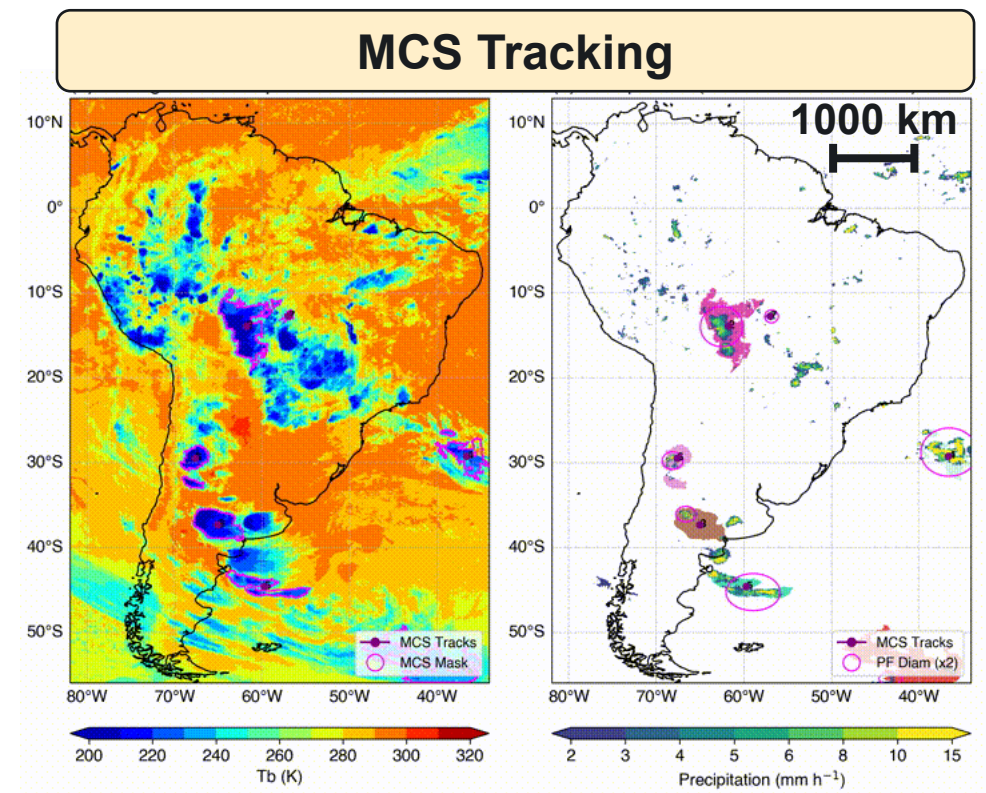 MCS Tracking
1000 km
10°N
0°
10°S
20°S
30°S
40°S
50°S
80°W 70°W 60°W 50°W 40°W
MCS Tracks
MCS Mask
200 220 240 260 280 300 320
Tb (K)
10°N
0°
10°S
20°S
30°S
40°S
50°S
80°W 70°W 60°W 50°W 40°W
MCS Tracks
PF Diam (x2)
2 3 4 5 6 8 10 15
Precipitation (mm h⁻¹)